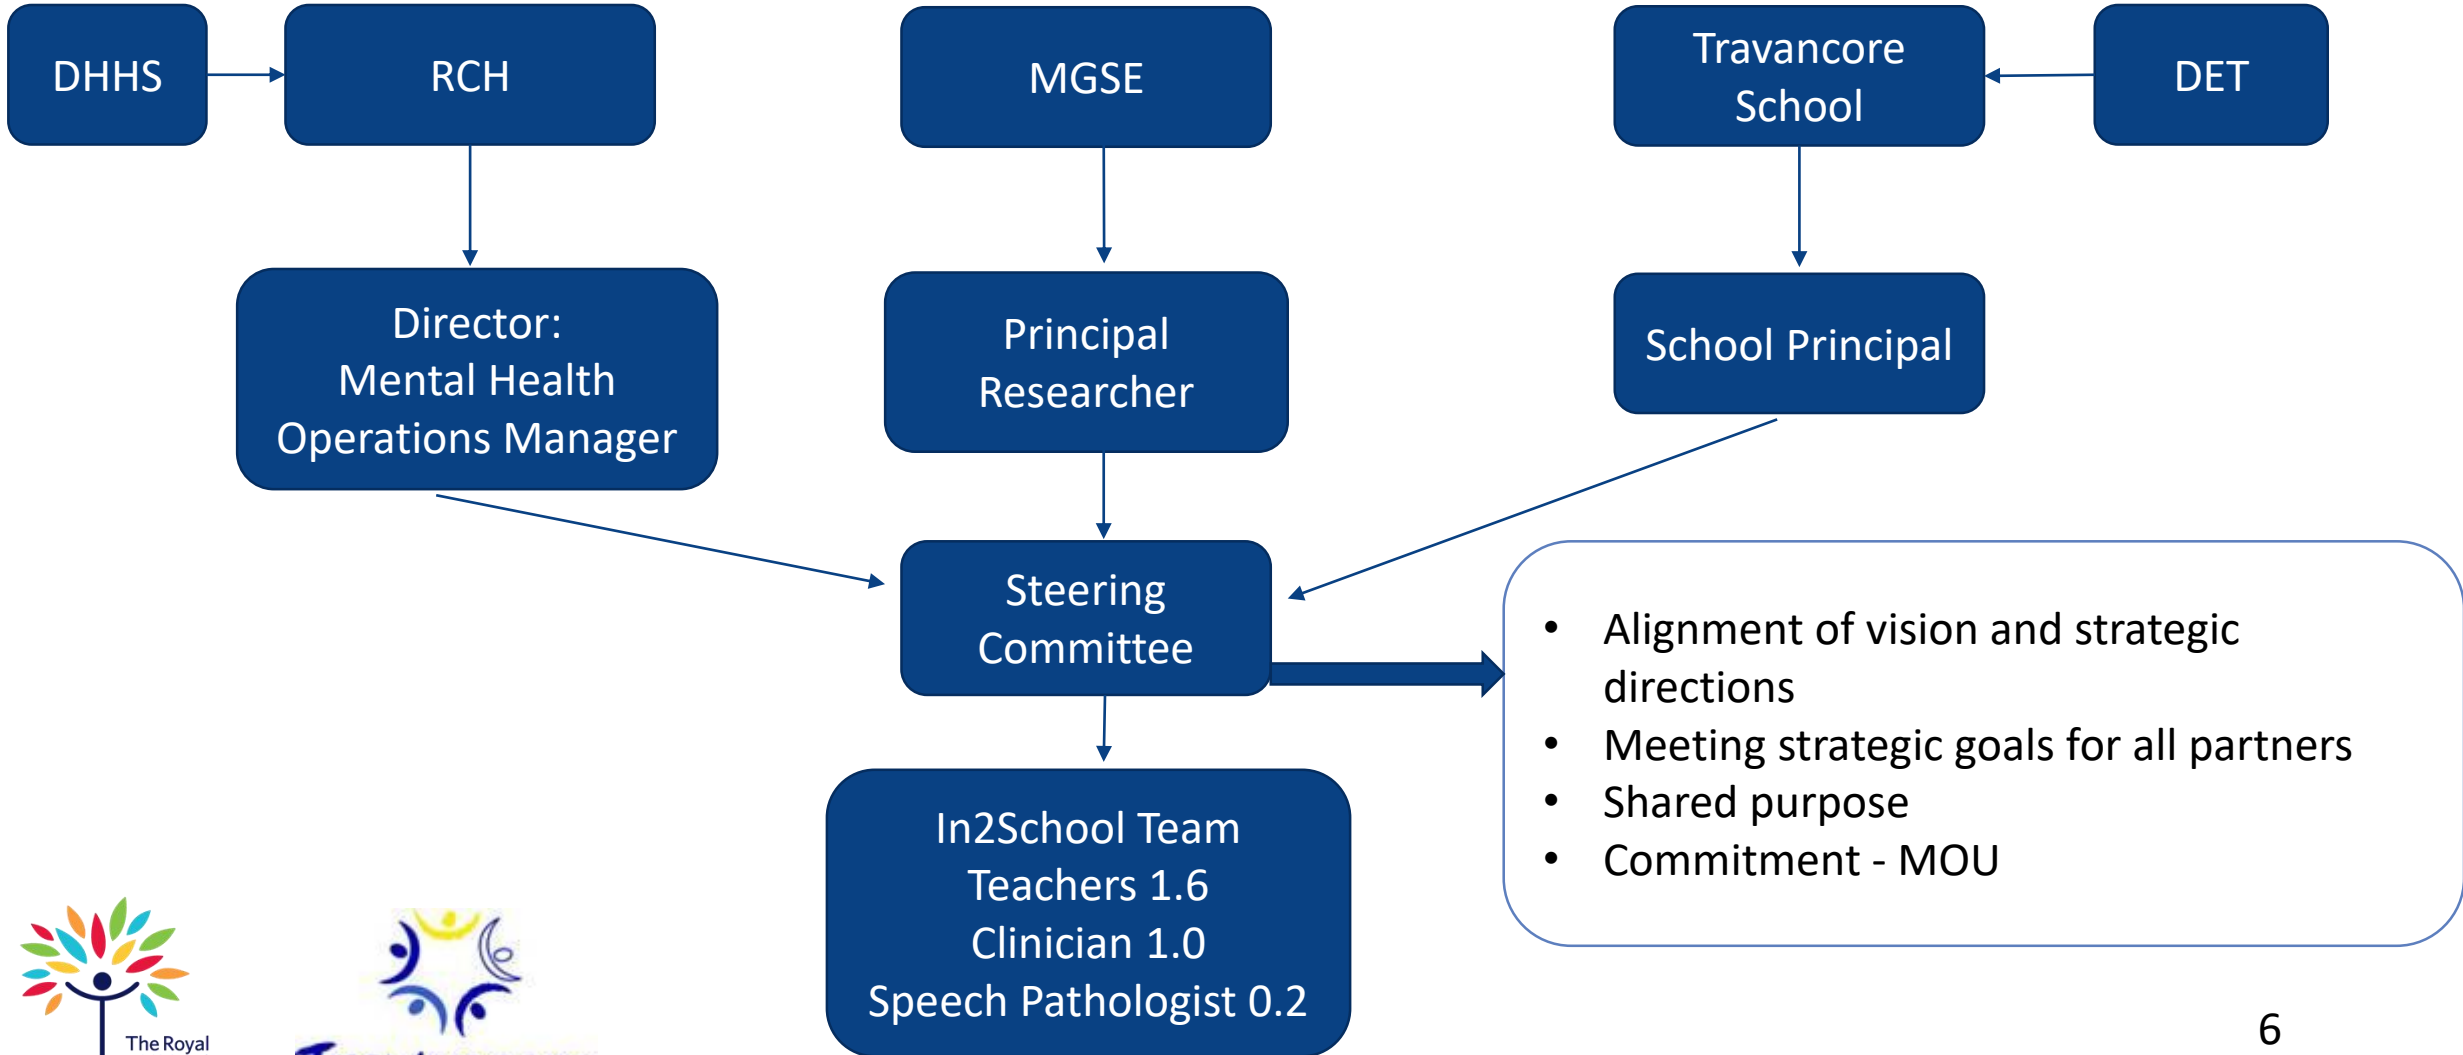 DHHS
RCH
MGSE
Travancore
School
DET
Director:
Mental Health
Operations Manager
Principal
Researcher
School Principal
Steering
Committee
• Alignment of vision and strategic
directions
• Meeting strategic goals for all partners
• Shared purpose
• Commitment - MOU
In2School Team
Teachers 1.6
Clinician 1.0
Speech Pathologist 0.2
The Royal
6